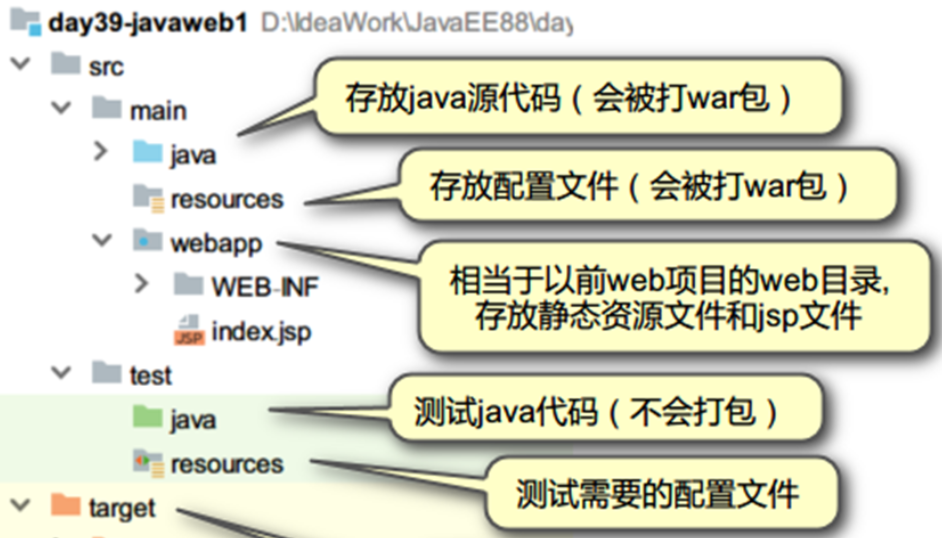 day39-javaweb1 D:\IdeaWork\JavaEE88\day
src
存放java源代码（会被打war包）
main
java
存放配置文件（会被打war包）
resources
webapp
相当于以前web项目的web目录,
存放静态资源文件和jsp文件
WEB-INF
JSP index.jsp
test
测试java代码（不会打包）
java
resources
测试需要的配置文件
target